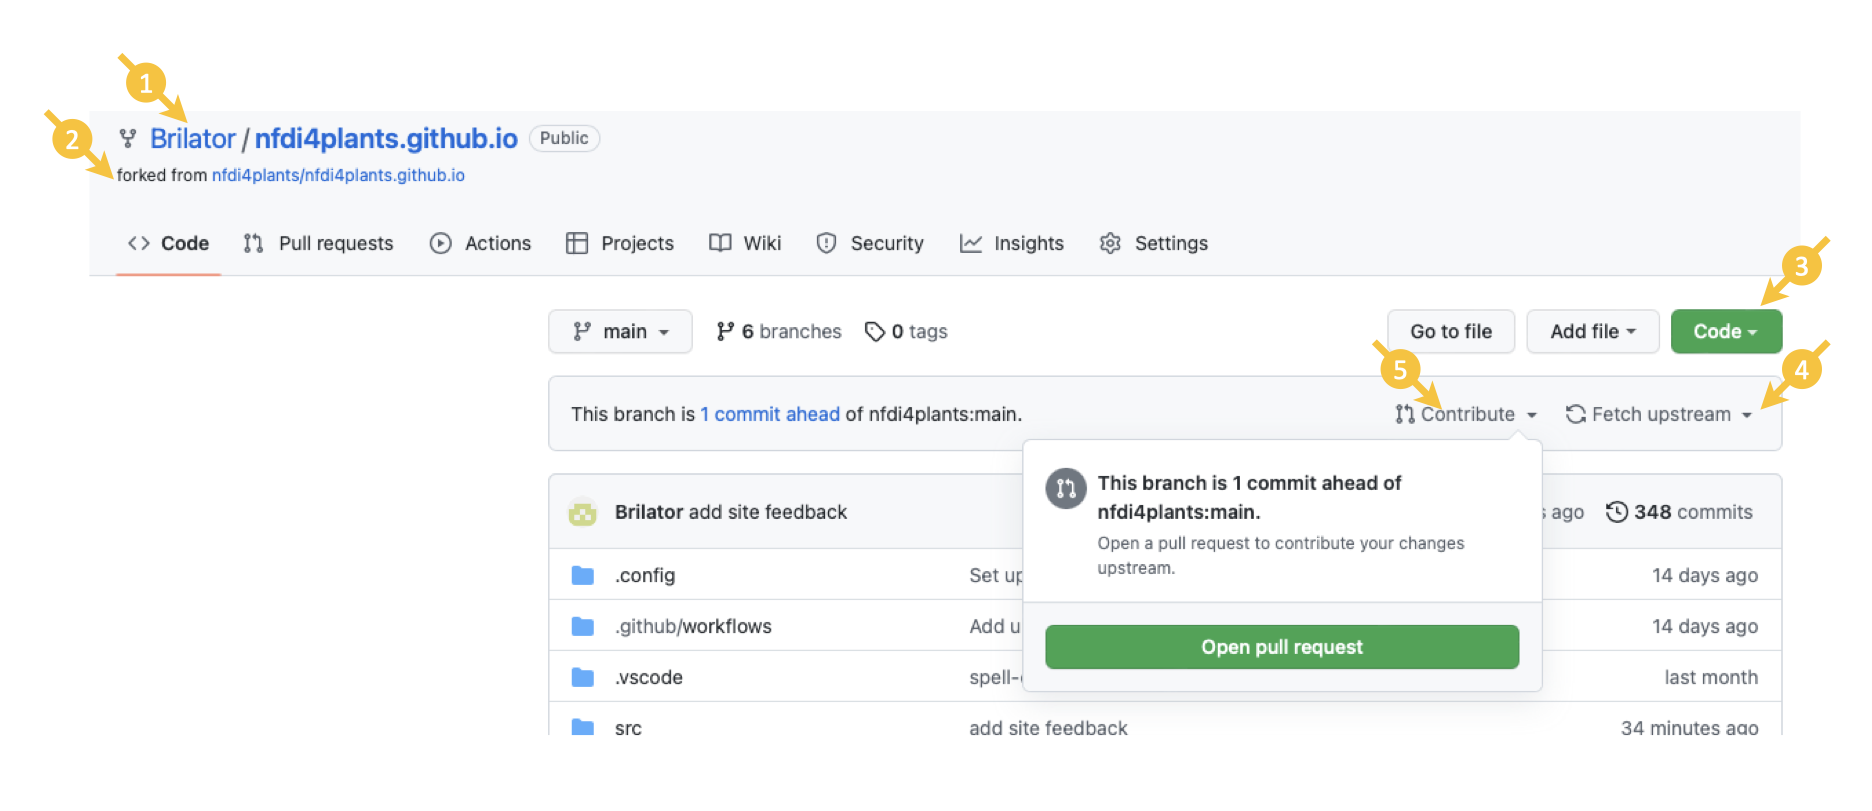 1
Brilator / nfdi4plants.github.io Public
2
forked from nfdi4plants/nfdi4plants.github.io
Code Pull requests Actions Projects Wiki Security Insights Settings
3
main 6 branches 0 tags Go to file Add file Code
5 4
This branch is 1 commit ahead of nfdi4plants:main. Contribute Fetch upstream
This branch is 1 commit ahead of
nfdi4plants:main.
Open a pull request to contribute your changes
upstream.
Open pull request
Brilator add site feedback ago 348 commits
.config Set 14 days ago
.github/workflows Add 14 days ago
.vscode spell- last month
src add site feedback 34 minutes ago